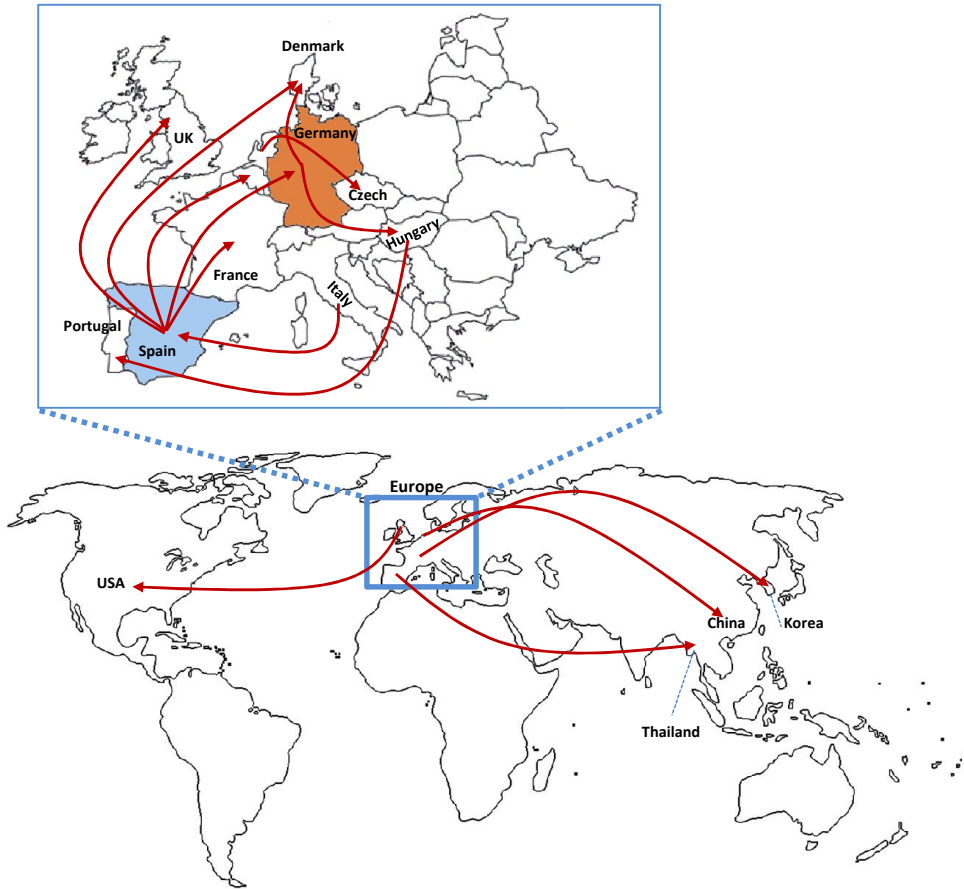 Denmark
UK
Germany
Czech
Hungary
France
Italy
Portugal
Spain
Europe
USA
China
Korea
Thailand